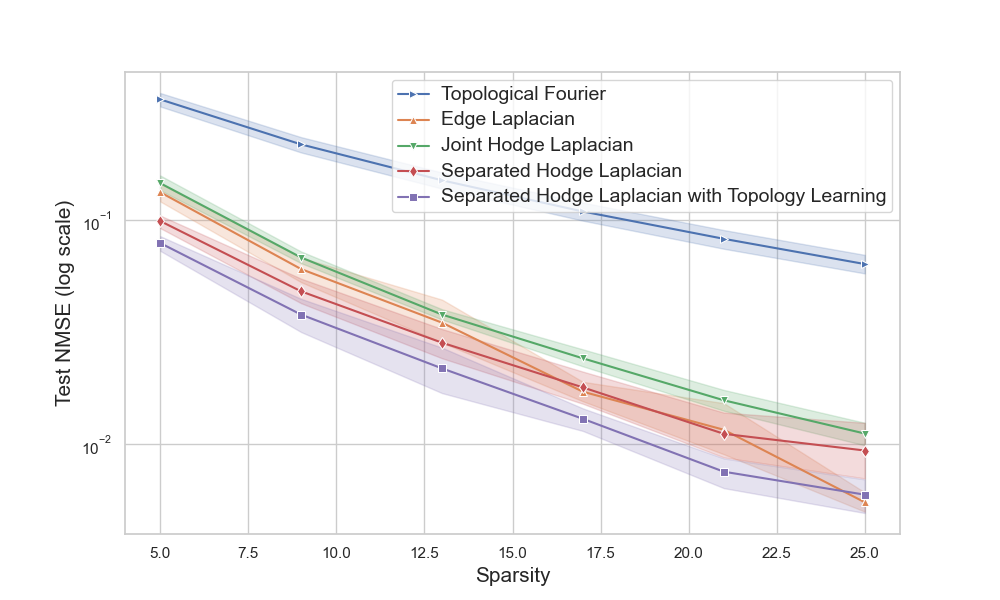 Topological Fourier
Edge Laplacian
Joint Hodge Laplacian
Separated Hodge Laplacian
Separated Hodge Laplacian with Topology Learning
Test NMSE (log scale)
10⁻¹
10⁻²
5.0 7.5 10.0 12.5 15.0 17.5 20.0 22.5 25.0
Sparsity